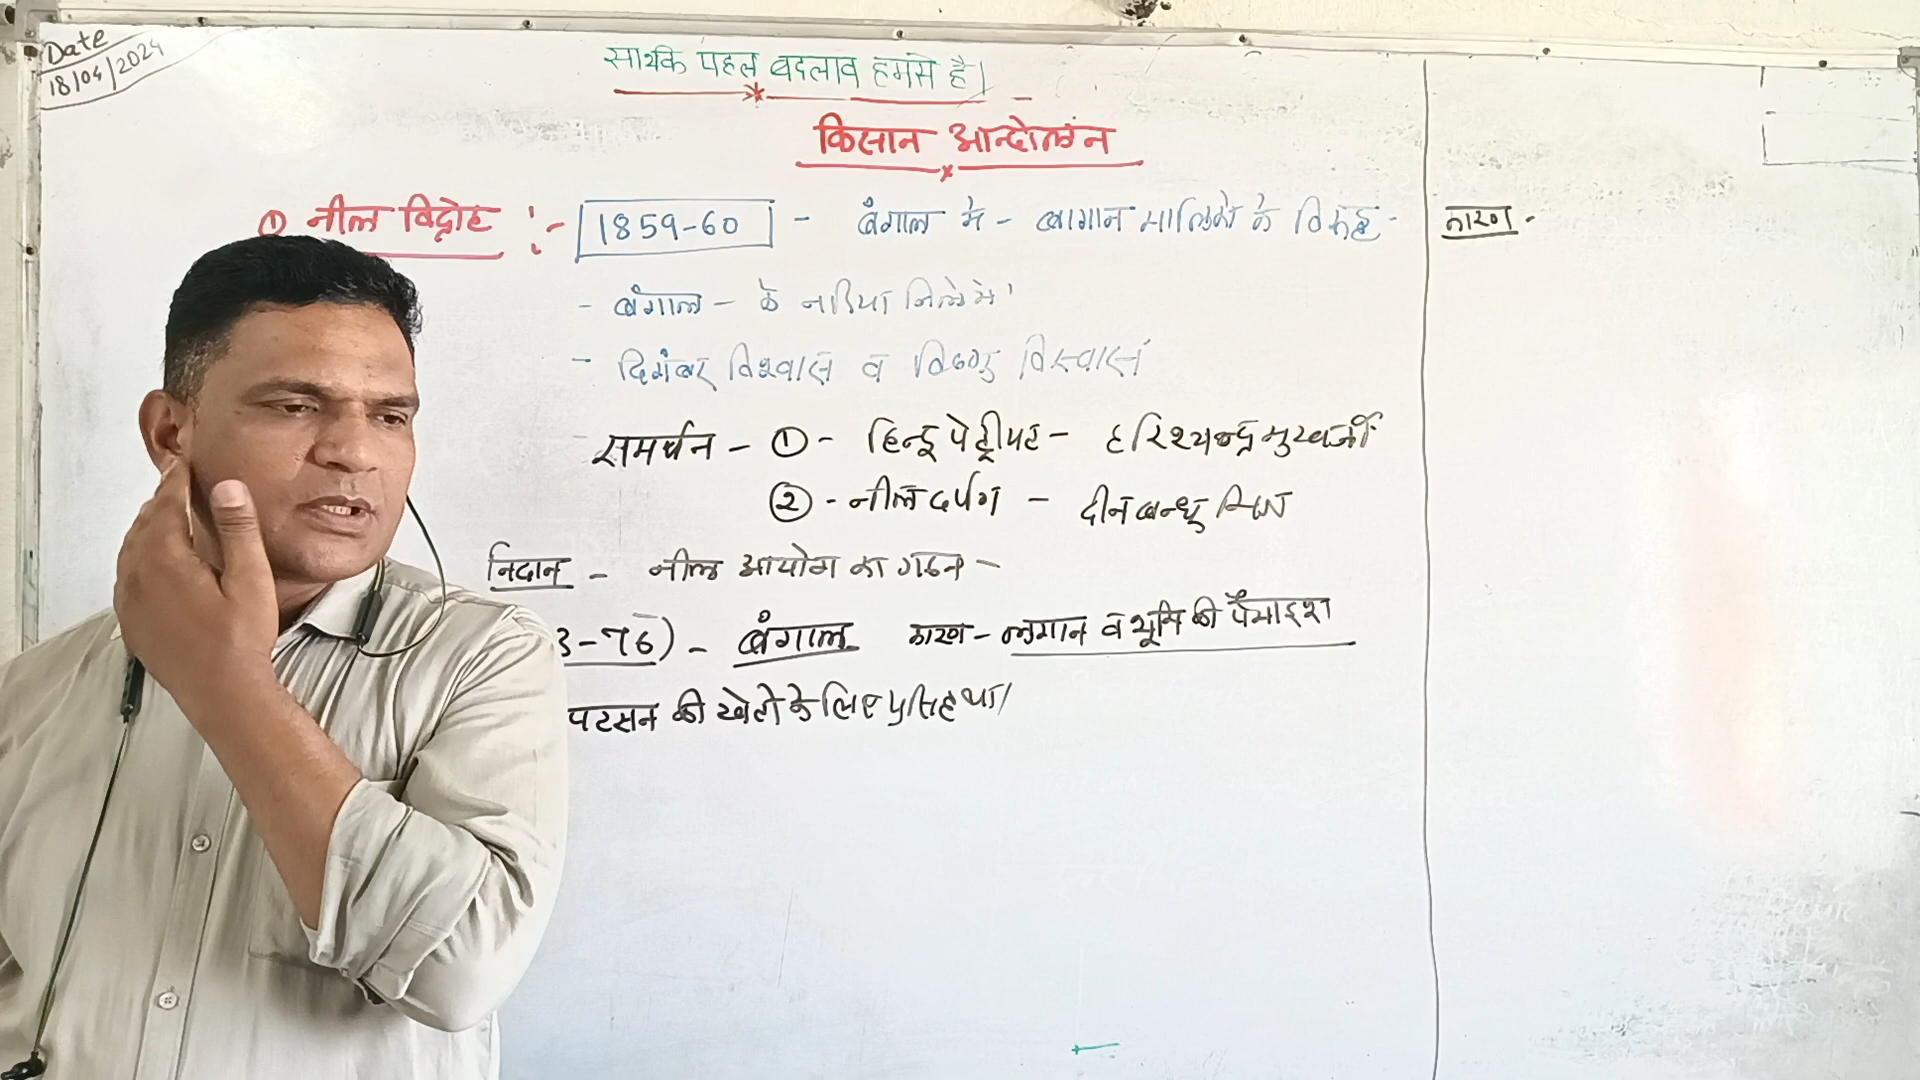 Date
18/04/2024
सार्थक पहल बदलाव हमसे है।
किसान आन्दोलन
① नील विद्रोह :- 1859-60 - बंगाल मे - बागान मालिको के विरुद्ध -
कारण -
- बंगाल - के नदिया जिले मे
- दिगंबर विश्वास व विष्णु विस्वास
समर्थन - ① - हिन्दू पेट्रीयट - हरिश्चन्द्र मुखर्जी
② - नील दर्पण - दीनबन्धु मित्र
निदान - नील आयोग का गठन -
3-76) - बंगाल कारण - लगान व भूमि की पैमाइश
पटसन की खेती के लिए प्रसिद्ध था।